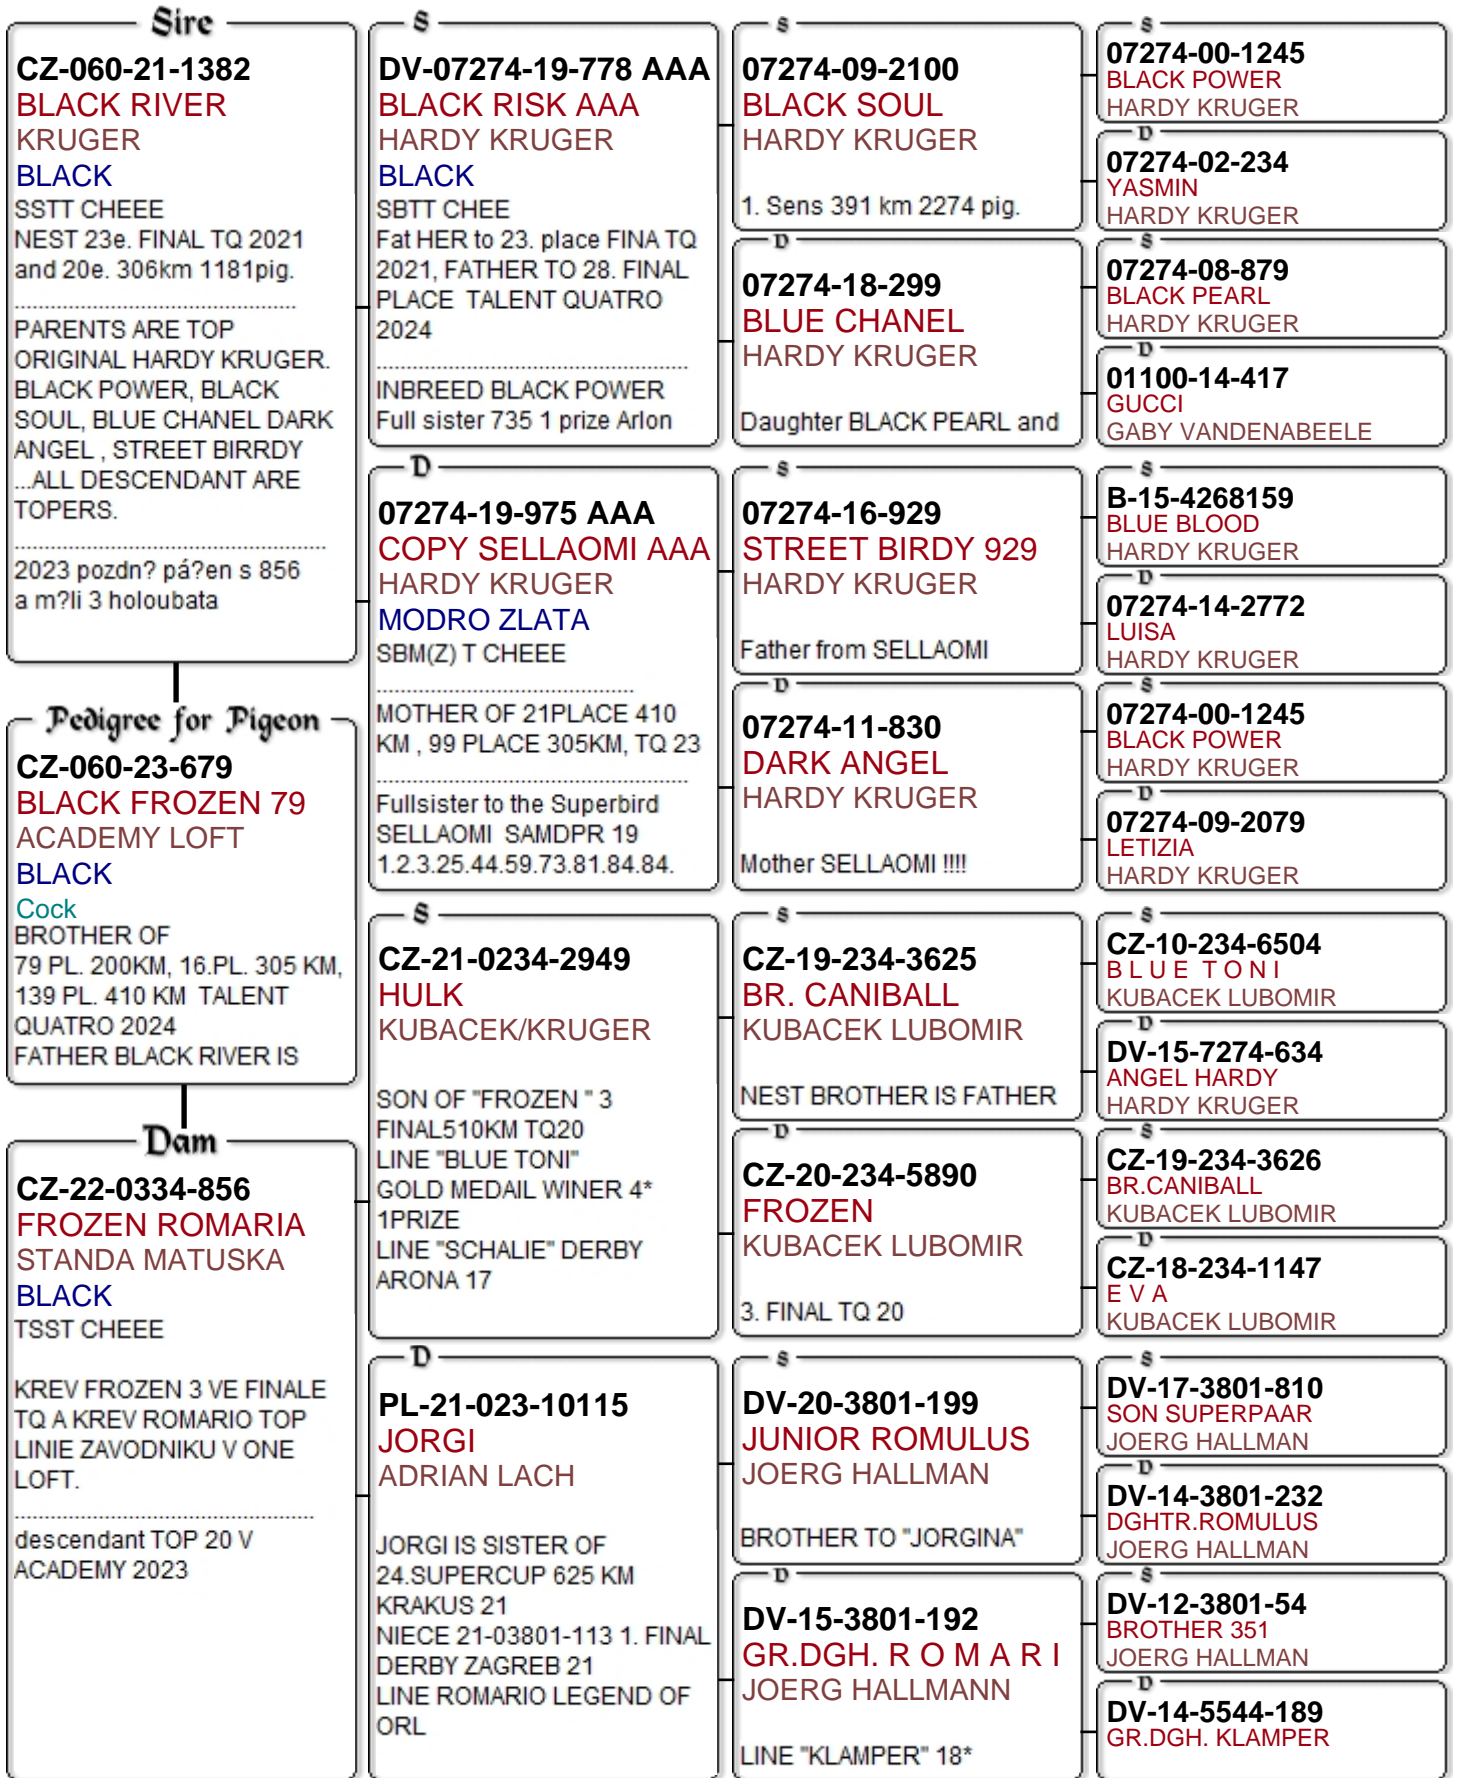 Sire
CZ-060-21-1382
BLACK RIVER
KRUGER
BLACK
SSTT CHEEE
NEST 23e. FINAL TQ 2021
and 20e. 306km 1181pig.
................................................
PARENTS ARE TOP
ORIGINAL HARDY KRUGER.
BLACK POWER, BLACK
SOUL, BLUE CHANEL DARK
ANGEL , STREET BIRRDY
...ALL DESCENDANT ARE
TOPERS.
.....................................................
2023 pozdn? pá?en s 856
a m?li 3 holoubata
Pedigree for Pigeon
CZ-060-23-679
BLACK FROZEN 79
ACADEMY LOFT
BLACK
Cock
BROTHER OF
79 PL. 200KM, 16.PL. 305 KM,
139 PL. 410 KM TALENT
QUATRO 2024
FATHER BLACK RIVER IS
Dam
CZ-22-0334-856
FROZEN ROMARIA
STANDA MATUSKA
BLACK
TSST CHEEE
KREV FROZEN 3 VE FINALE
TQ A KREV ROMARIO TOP
LINIE ZAVODNIKU V ONE
LOFT.
...................................................
descendant TOP 20 V
ACADEMY 2023
S
DV-07274-19-778 AAA
BLACK RISK AAA
HARDY KRUGER
BLACK
SBTT CHEE
Fat HER to 23. place FINA TQ
2021, FATHER TO 28. FINAL
PLACE TALENT QUATRO
2024
.....................................................
INBREED BLACK POWER
Full sister 735 1 prize Arlon
D
07274-19-975 AAA
COPY SELLAOMI AAA
HARDY KRUGER
MODRO ZLATA
SBM(Z) T CHEEE
............................................
MOTHER OF 21PLACE 410
KM , 99 PLACE 305KM, TQ 23
.....................................................
Fullsister to the Superbird
SELLAOMI SAMDPR 19
1.2.3.25.44.59.73.81.84.84.
S
CZ-21-0234-2949
HULK
KUBACEK/KRUGER
SON OF "FROZEN " 3
FINAL510KM TQ20
LINE "BLUE TONI"
GOLD MEDAIL WINER 4*
1PRIZE
LINE "SCHALIE" DERBY
ARONA 17
D
PL-21-023-10115
JORGI
ADRIAN LACH
JORGI IS SISTER OF
24.SUPERCUP 625 KM
KRAKUS 21
NIECE 21-03801-113 1. FINAL
DERBY ZAGREB 21
LINE ROMARIO LEGEND OF
ORL
S
07274-09-2100
BLACK SOUL
HARDY KRUGER
1. Sens 391 km 2274 pig.
D
07274-18-299
BLUE CHANEL
HARDY KRUGER
Daughter BLACK PEARL and
S
07274-16-929
STREET BIRDY 929
HARDY KRUGER
Father from SELLAOMI
D
07274-11-830
DARK ANGEL
HARDY KRUGER
Mother SELLAOMI !!!!
S
CZ-19-234-3625
BR. CANIBALL
KUBACEK LUBOMIR
NEST BROTHER IS FATHER
D
CZ-20-234-5890
FROZEN
KUBACEK LUBOMIR
3. FINAL TQ 20
S
DV-20-3801-199
JUNIOR ROMULUS
JOERG HALLMAN
BROTHER TO "JORGINA"
D
DV-15-3801-192
GR.DGH. R O M A R I
JOERG HALLMANN
LINE "KLAMPER" 18*
S
07274-00-1245
BLACK POWER
HARDY KRUGER
D
07274-02-234
YASMIN
HARDY KRUGER
S
07274-08-879
BLACK PEARL
HARDY KRUGER
D
01100-14-417
GUCCI
GABY VANDENABEELE
S
B-15-4268159
BLUE BLOOD
HARDY KRUGER
D
07274-14-2772
LUISA
HARDY KRUGER
S
07274-00-1245
BLACK POWER
HARDY KRUGER
D
07274-09-2079
LETIZIA
HARDY KRUGER
S
CZ-10-234-6504
B L U E T O N I
KUBACEK LUBOMIR
D
DV-15-7274-634
ANGEL HARDY
HARDY KRUGER
S
CZ-19-234-3626
BR.CANIBALL
KUBACEK LUBOMIR
D
CZ-18-234-1147
E V A
KUBACEK LUBOMIR
S
DV-17-3801-810
SON SUPERPAAR
JOERG HALLMAN
D
DV-14-3801-232
DGHTR.ROMULUS
JOERG HALLMAN
S
DV-12-3801-54
BROTHER 351
JOERG HALLMAN
D
DV-14-5544-189
GR.DGH. KLAMPER